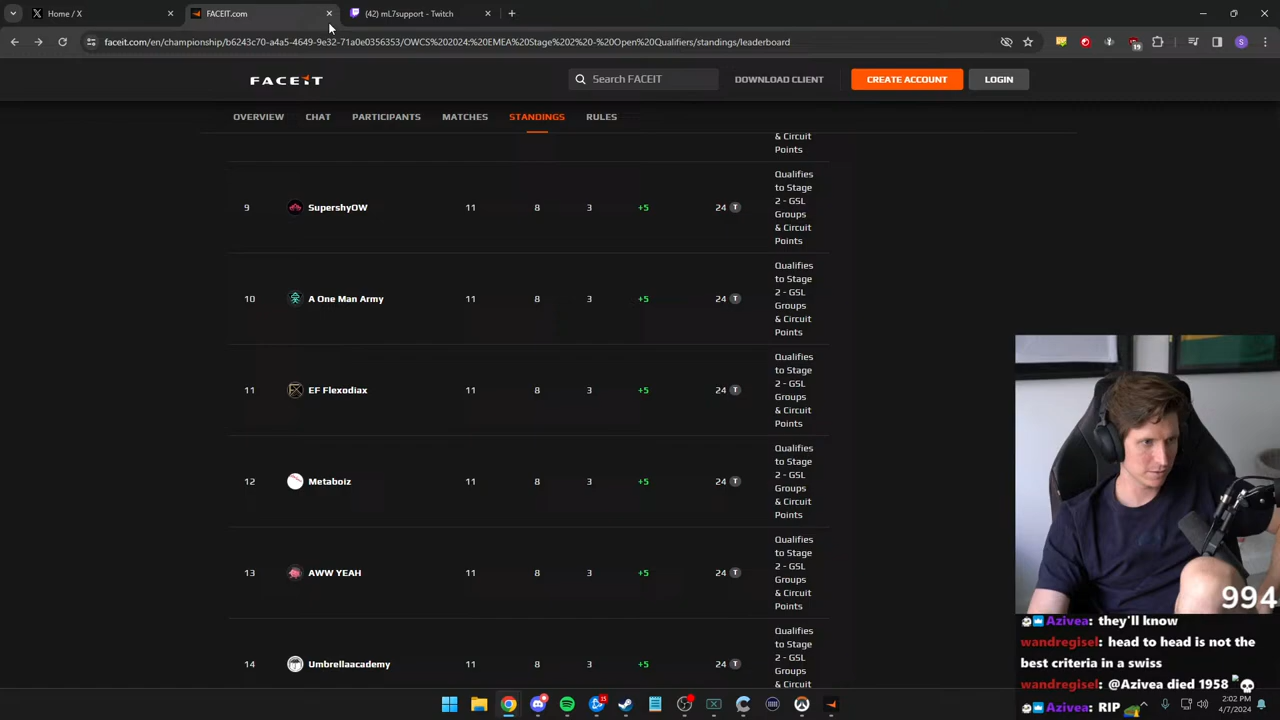 Home / X
FACEIT.com
(42) mL7support - Twitch
faceit.com/en/championship/b6243c70-a4a5-4649-9e32-71a0e0356353/OWCS%202024:%20EMEA%20Stage%202%20-%20Open%20Qualifiers/standings/leaderboard
19
S
FACEIT
Search FACEIT
DOWNLOAD CLIENT
CREATE ACCOUNT
LOGIN
OVERVIEW
CHAT
PARTICIPANTS
MATCHES
STANDINGS
RULES
& Circuit
Points
9 SupershyOW 11 8 3 +5 24 T
Qualifies
to Stage
2 - GSL
Groups
& Circuit
Points
10 A One Man Army 11 8 3 +5 24 T
Qualifies
to Stage
2 - GSL
Groups
& Circuit
Points
11 EF Flexodiax 11 8 3 +5 24 T
Qualifies
to Stage
2 - GSL
Groups
& Circuit
Points
12 Metaboiz 11 8 3 +5 24 T
Qualifies
to Stage
2 - GSL
Groups
& Circuit
Points
13 AWW YEAH 11 8 3 +5 24 T
Qualifies
to Stage
2 - GSL
Groups
& Circuit
Points
14 Umbrellaacademy 11 8 3 +5 24 T
Qualifies
to Stage
2 - GSL
Groups
& Circuit
994
Azivea: they'll know
wandregisel: head to head is not the
best criteria in a swiss
wandregisel: @Azivea died 1958
Azivea: RIP
15
2:02 PM
4/7/2024